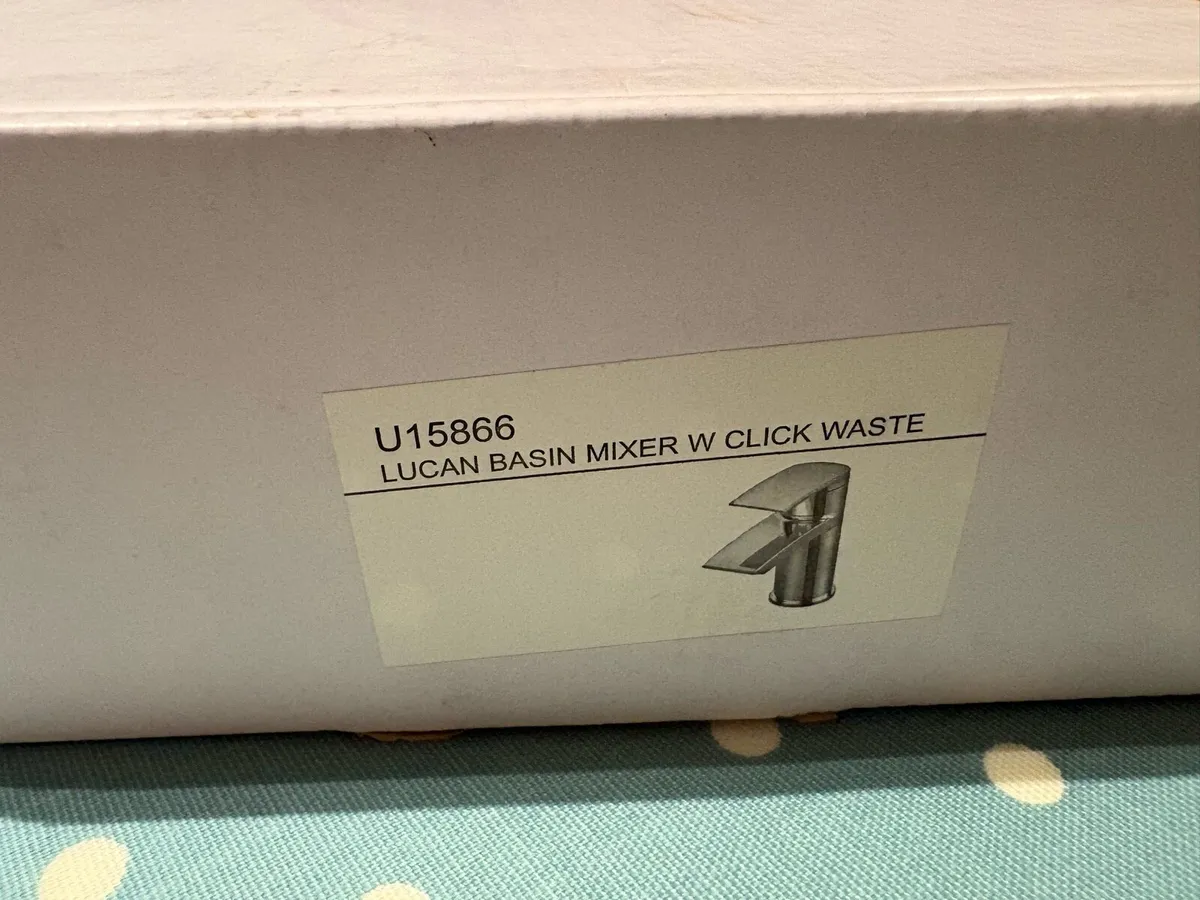 U15866
LUCAN BASIN MIXER W CLICK WASTE